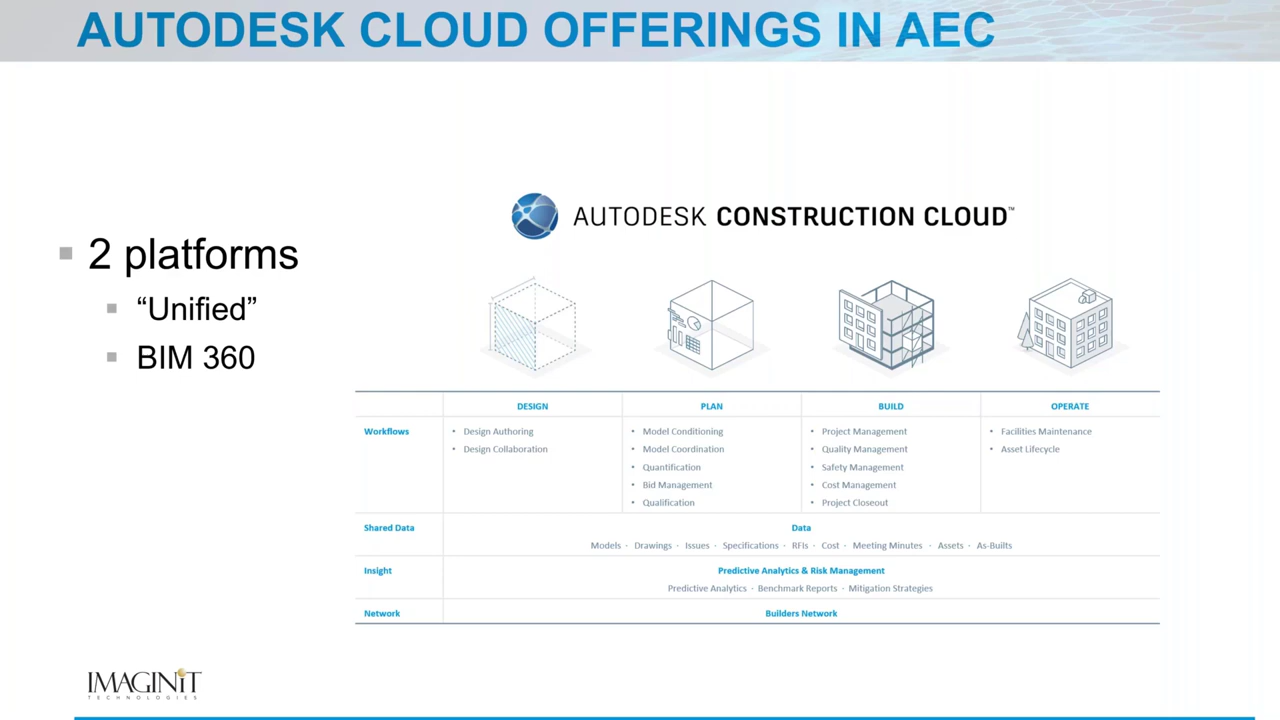 AUTODESK CLOUD OFFERINGS IN AEC
AUTODESK CONSTRUCTION CLOUD™
▪ 2 platforms
▪ “Unified”
▪ BIM 360
DESIGN PLAN BUILD OPERATE
Workflows
• Design Authoring
• Design Collaboration
• Model Conditioning
• Model Coordination
• Quantification
• Bid Management
• Qualification
• Project Management
• Quality Management
• Safety Management
• Cost Management
• Project Closeout
• Facilities Maintenance
• Asset Lifecycle
Shared Data
Data
Models · Drawings · Issues · Specifications · RFIs · Cost · Meeting Minutes · Assets · As-Builts
Insight
Predictive Analytics & Risk Management
Predictive Analytics · Benchmark Reports · Mitigation Strategies
Network
Builders Network
IMAGINiT
TECHNOLOGIES